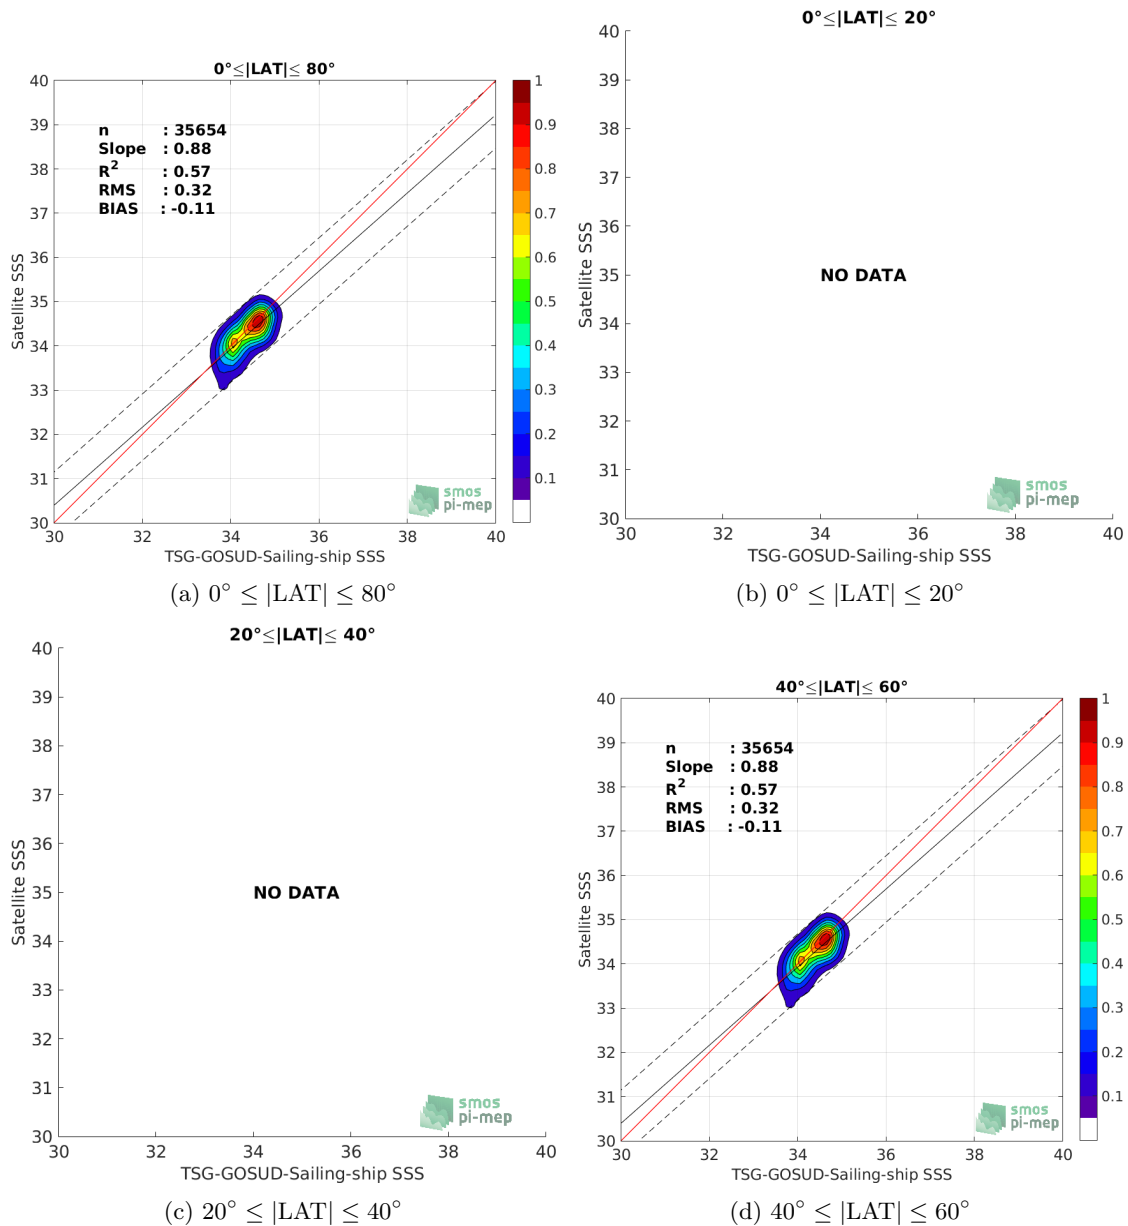 0°≤|LAT|≤ 80°
40
39
38
37
36
35
34
33
32
31
30
n : 35654
Slope : 0.88
R2 : 0.57
RMS : 0.32
BIAS : -0.11
Satellite SSS
30 32 34 36 38 40
TSG-GOSUD-Sailing-ship SSS
smos
pi-mep
1
0.9
0.8
0.7
0.6
0.5
0.4
0.3
0.2
0.1
(a) 0° ≤ |LAT| ≤ 80°
0°≤|LAT|≤ 20°
40
39
38
37
36
35
34
33
32
31
30
Satellite SSS
NO DATA
smos
pi-mep
30 32 34 36 38 40
TSG-GOSUD-Sailing-ship SSS
(b) 0° ≤ |LAT| ≤ 20°
20°≤|LAT|≤ 40°
40
39
38
37
36
35
34
33
32
31
30
Satellite SSS
NO DATA
smos
pi-mep
30 32 34 36 38 40
TSG-GOSUD-Sailing-ship SSS
(c) 20° ≤ |LAT| ≤ 40°
40°≤|LAT|≤ 60°
40
39
38
37
36
35
34
33
32
31
30
n : 35654
Slope : 0.88
R2 : 0.57
RMS : 0.32
BIAS : -0.11
Satellite SSS
smos
pi-mep
30 32 34 36 38 40
TSG-GOSUD-Sailing-ship SSS
1
0.9
0.8
0.7
0.6
0.5
0.4
0.3
0.2
0.1
(d) 40° ≤ |LAT| ≤ 60°